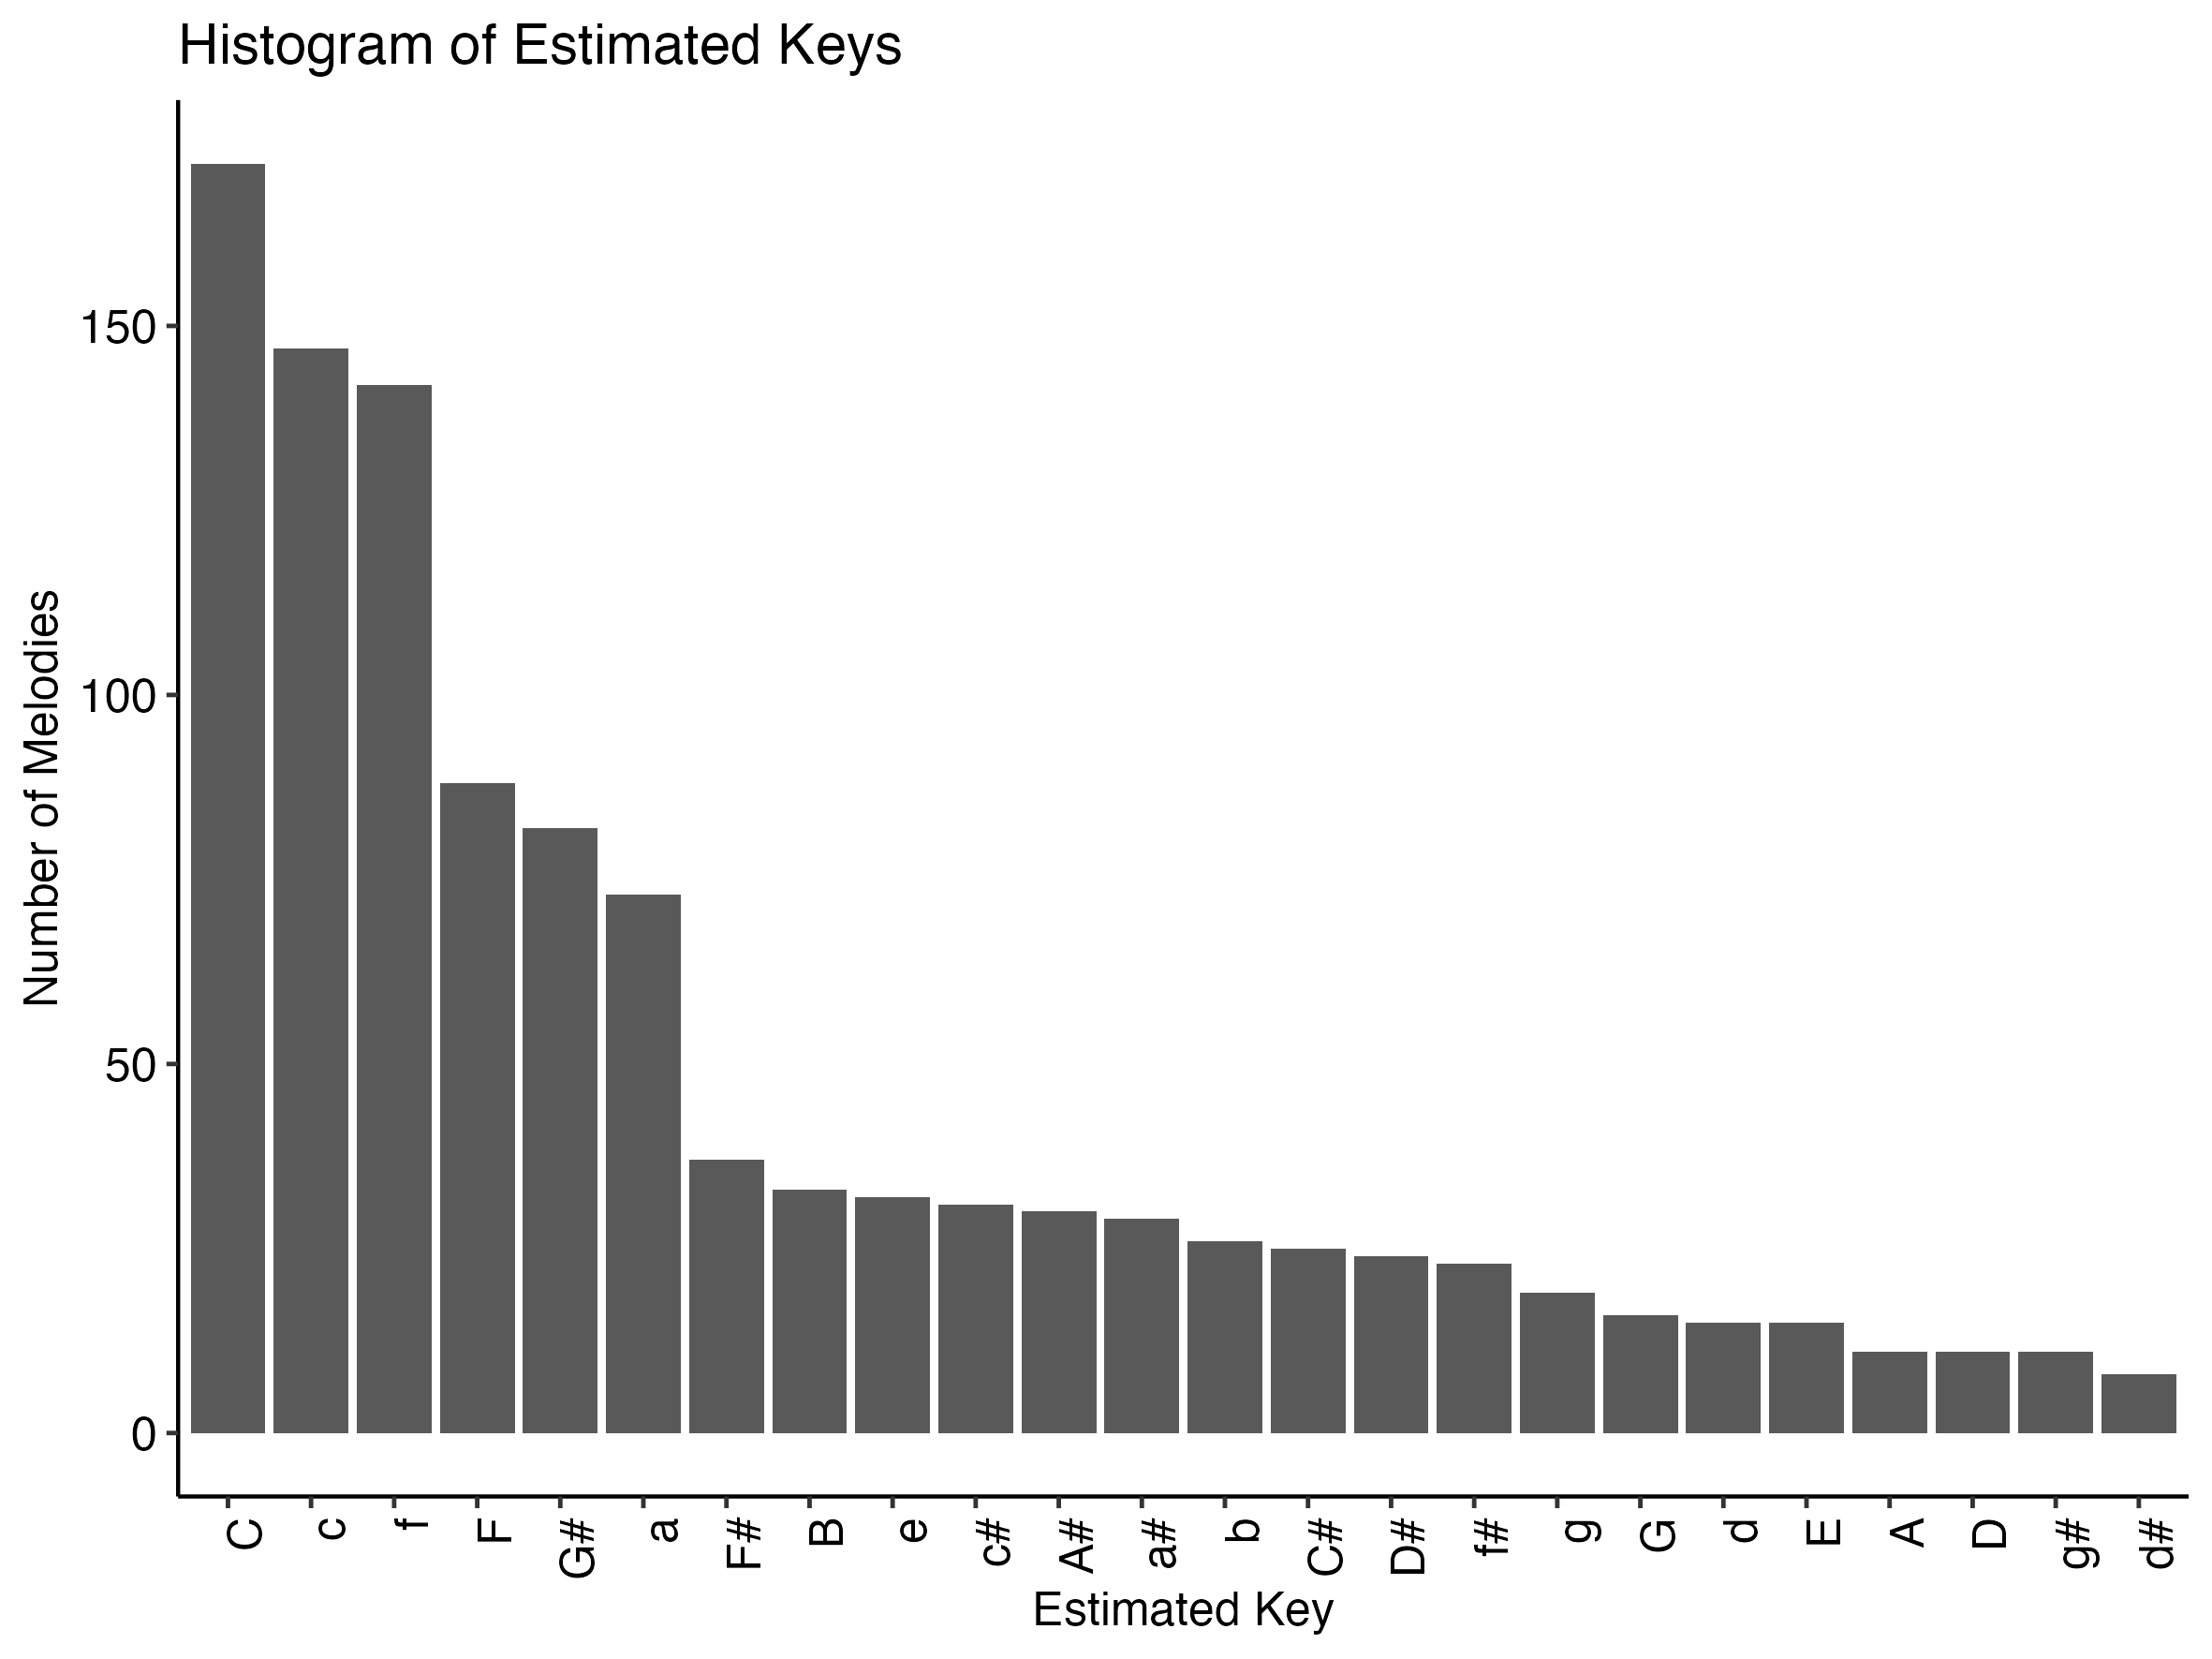 Histogram of Estimated Keys
Number of Melodies
150
100
50
0
C c f F G# a F# B e c# A# a# b C# D# f# g G d E A D g# d#
Estimated Key